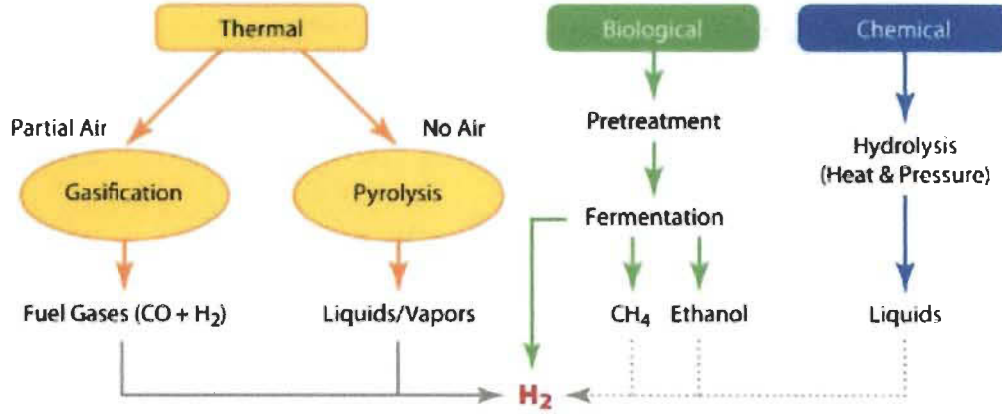 Thermal
Biological
Chemical
Partial Air
No Air
Pretreatment
Hydrolysis
(Heat & Pressure)
Gasification
Pyrolysis
Fermentation
Fuel Gases (CO + H₂)
Liquids/Vapors
CH₄
Ethanol
Liquids
H₂